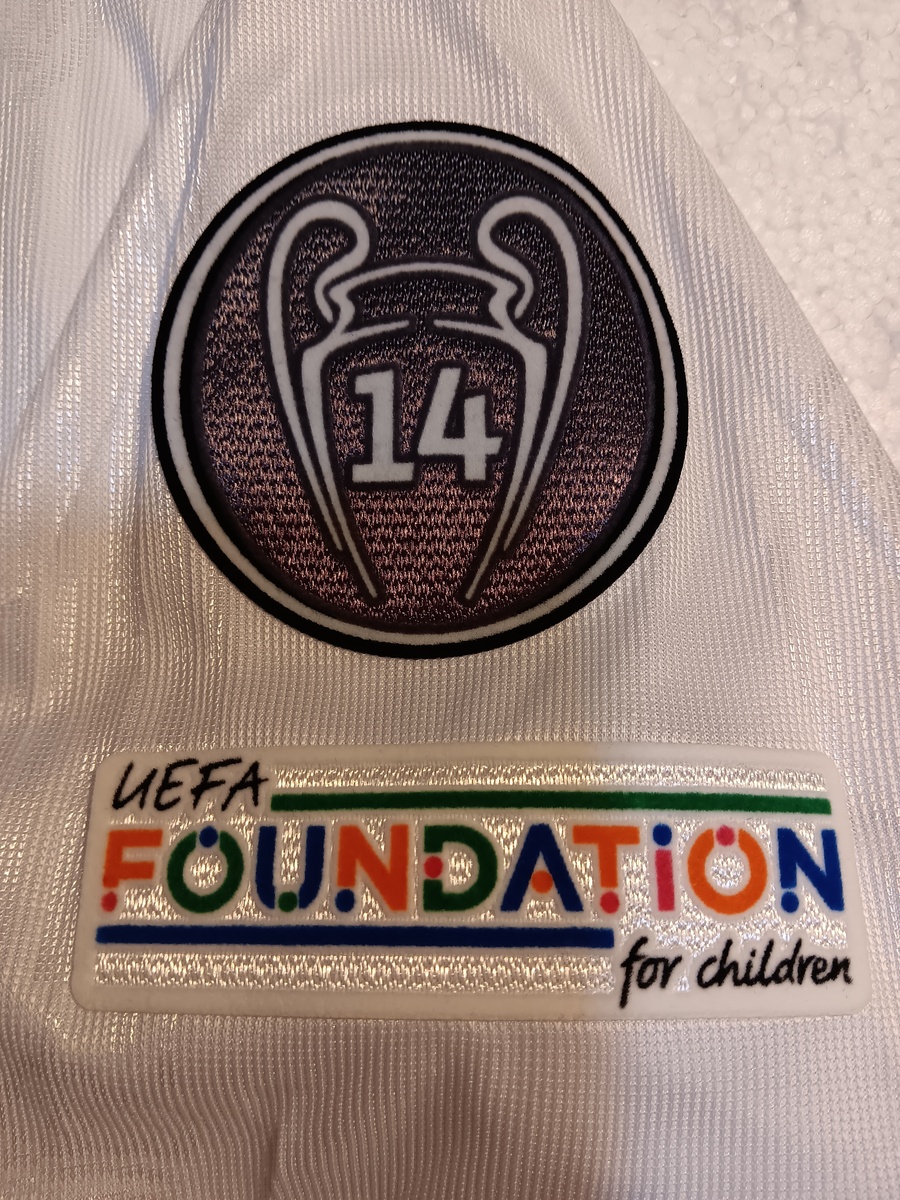 14
UEFA
FOUNDATION
for children